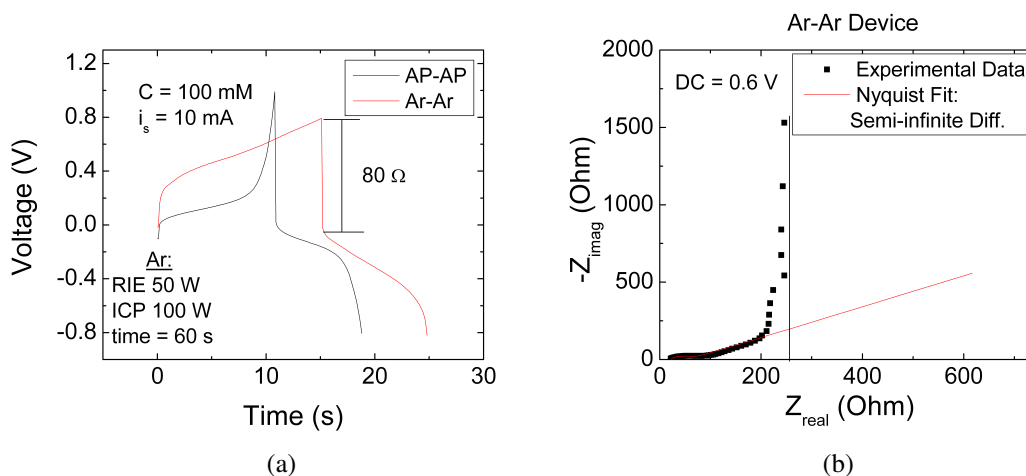 1.2
0.8
0.4
0.0
-0.4
-0.8
Voltage (V)
C = 100 mM
i_s = 10 mA
AP-AP
Ar-Ar
80 Ω
Ar:
RIE 50 W
ICP 100 W
time = 60 s
0 10 20 30
Time (s)
(a)
Ar-Ar Device
2000
1500
1000
500
0
-Z_imag (Ohm)
DC = 0.6 V
Experimental Data
Nyquist Fit:
Semi-infinite Diff.
0 200 400 600
Z_real (Ohm)
(b)